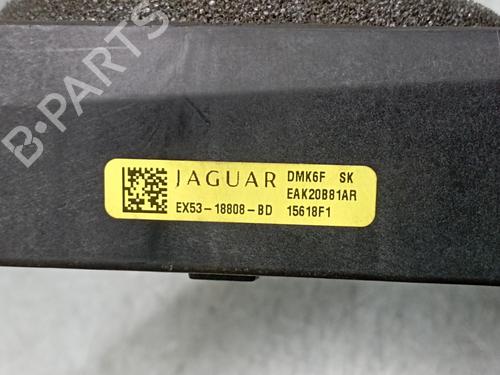 B-PARTS
JAGUAR DMK6F SK
EAK20B81AR
EX53-18808-BD 15618F1